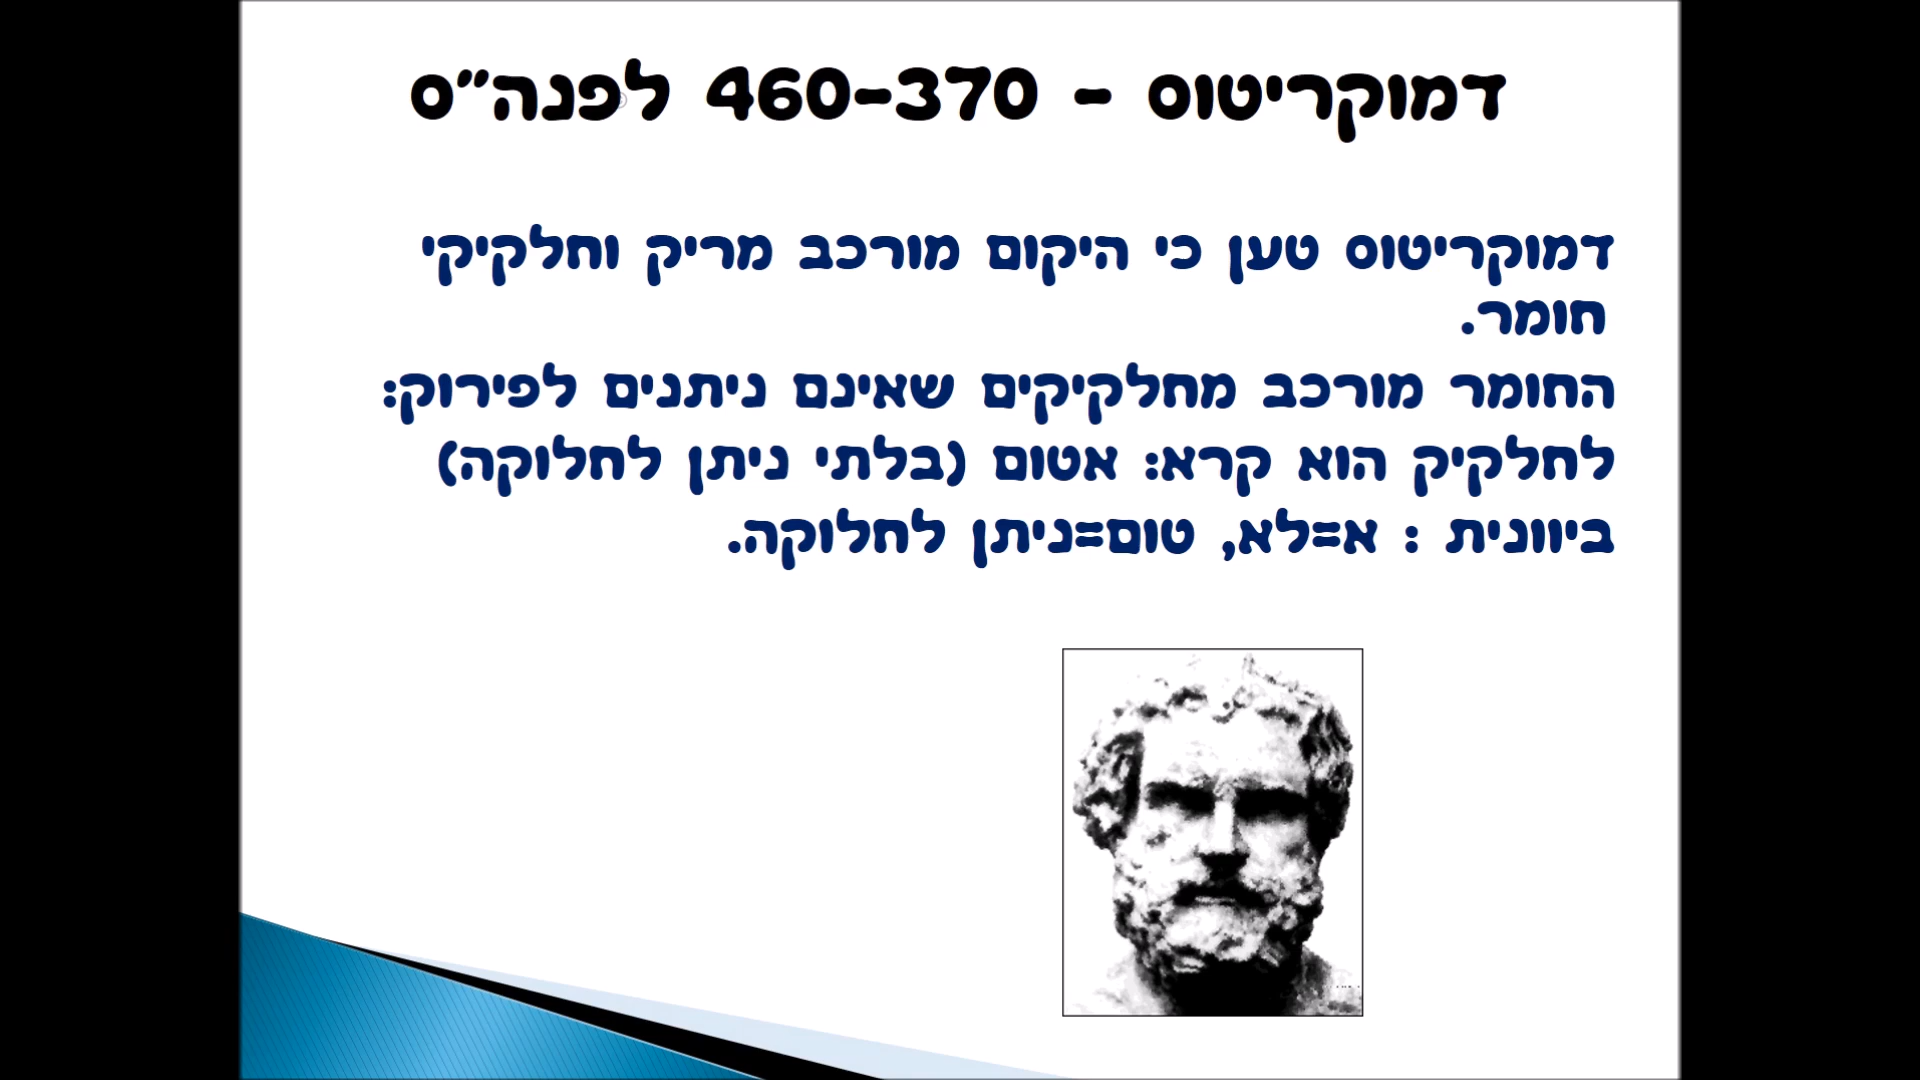 דמוקריטוס - 460-370 לפנה"ס
דמוקריטוס טען כי היקום מורכב מריק וחלקיקי
חומר.
החומר מורכב מחלקיקים שאינם ניתנים לפירוק:
לחלקיק הוא קרא: אטום (בלתי ניתן לחלוקה)
ביוונית : א=לא, טום=ניתן לחלוקה.